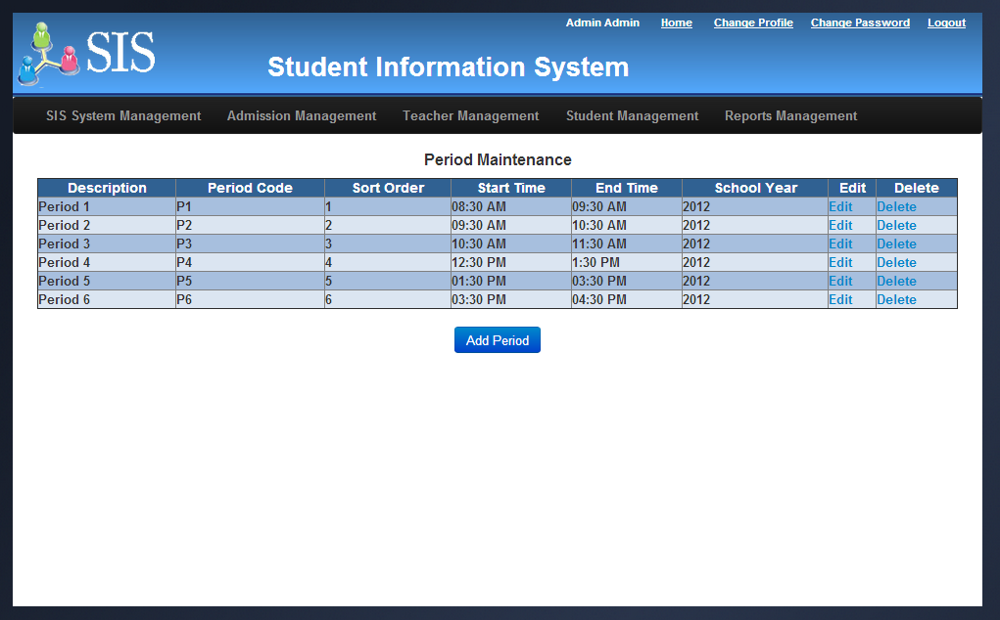 Admin Admin Home Change Profile Change Password Logout
SIS
Student Information System
SIS System Management Admission Management Teacher Management Student Management Reports Management
Period Maintenance
Description Period Code Sort Order Start Time End Time School Year Edit Delete
Period 1 P1 1 08:30 AM 09:30 AM 2012 Edit Delete
Period 2 P2 2 09:30 AM 10:30 AM 2012 Edit Delete
Period 3 P3 3 10:30 AM 11:30 AM 2012 Edit Delete
Period 4 P4 4 12:30 PM 1:30 PM 2012 Edit Delete
Period 5 P5 5 01:30 PM 03:30 PM 2012 Edit Delete
Period 6 P6 6 03:30 PM 04:30 PM 2012 Edit Delete
Add Period